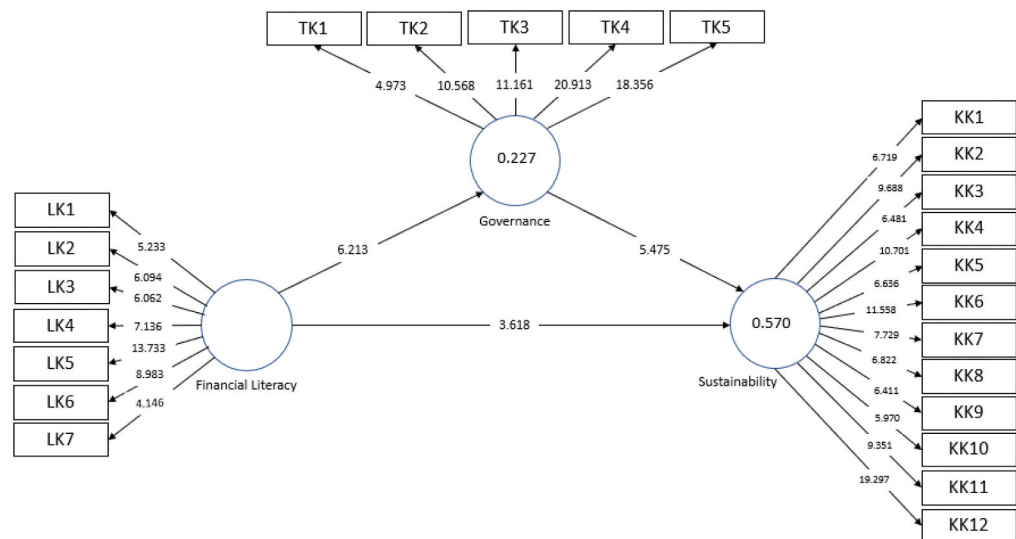 TK1 TK2 TK3 TK4 TK5
4.973 10.568 11.161 20.913 18.356
0.227
Governance
LK1
LK2
LK3
LK4
LK5
LK6
LK7
5.233
6.094
6.062
7.136
13.733
8.983
4.146
Financial Literacy
6.213
5.475
3.618
0.570
Sustainability
6.719
9.688
6.481
10.701
6.636
11.558
7.729
6.822
6.411
5.970
9.351
19.297
KK1
KK2
KK3
KK4
KK5
KK6
KK7
KK8
KK9
KK10
KK11
KK12